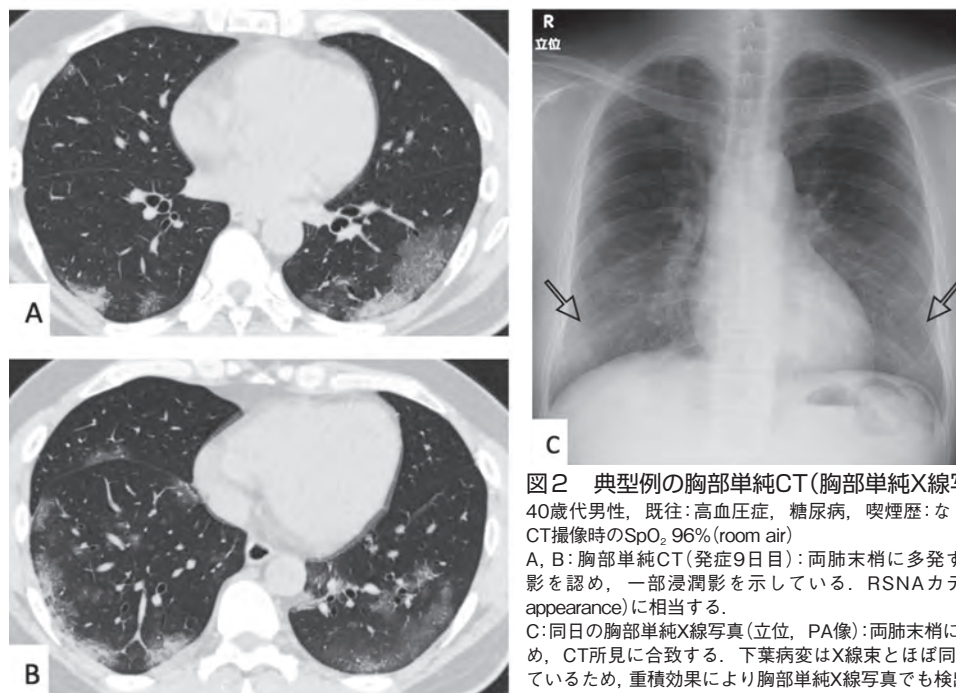 A
B
R
立位
C
図2 典型例の胸部単純CT(胸部単純X線写
40歳代男性，既往：高血圧症，糖尿病，喫煙歴：な
CT撮像時のSpO₂ 96%(room air)
A, B：胸部単純CT(発症9日目)：両肺末梢に多発す
影を認め，一部浸潤影を示している．RSNAカテ
appearance)に相当する．
C：同日の胸部単純X線写真(立位，PA像)：両肺末梢に
め，CT所見に合致する．下葉病変はX線束とほぼ同
ているため，重積効果により胸部単純X線写真でも検出